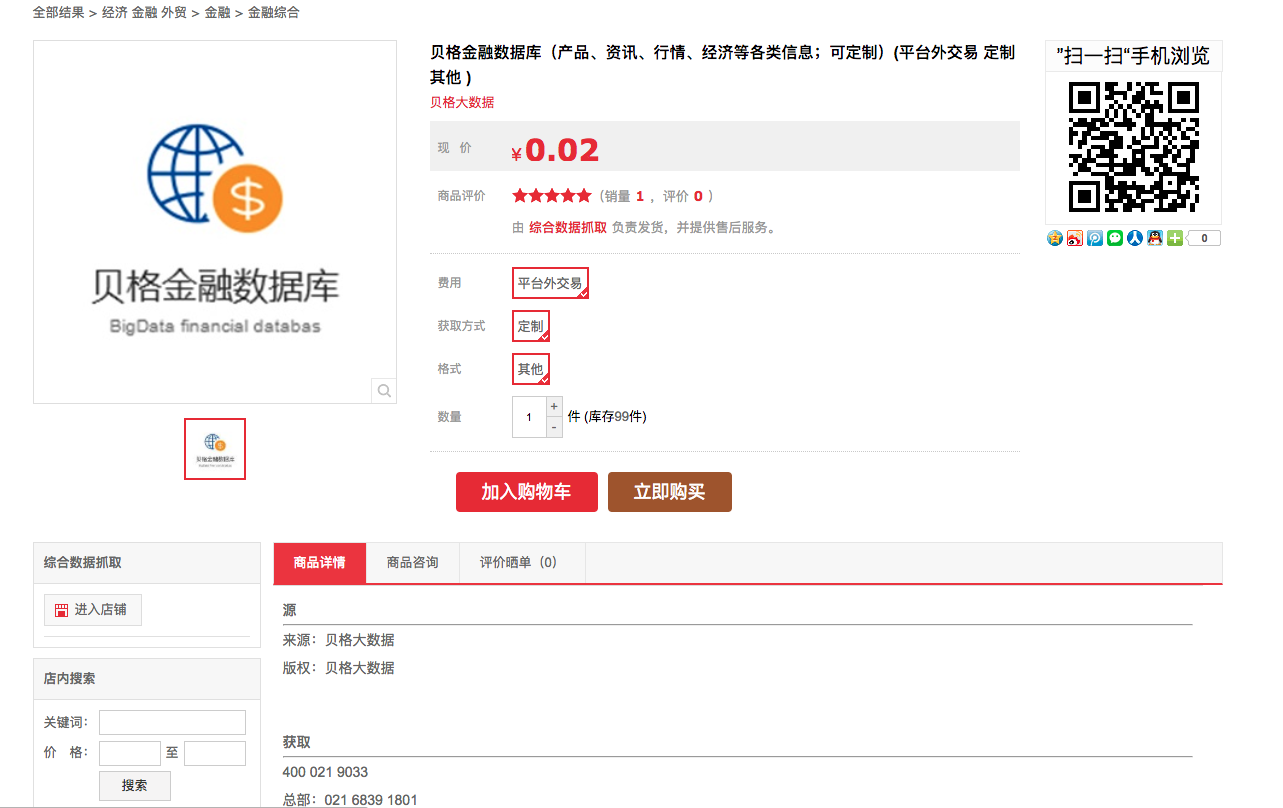 全部结果 > 经济 金融 外贸 > 金融 > 金融综合
贝格金融数据库
BigData financial databas
贝格金融数据库（产品、资讯、行情、经济等各类信息；可定制）(平台外交易 定制
其他 )
贝格大数据
现 价 ¥0.02
商品评价 (销量 1 ，评价 0 ）
由 综合数据抓取 负责发货，并提供售后服务。
费用 平台外交易
获取方式 定制
格式 其他
数量 1 + - 件 (库存99件)
加入购物车 立即购买
”扫一扫“手机浏览
0
综合数据抓取
进入店铺
店内搜索
关键词：
价 格： 至
搜索
商品详情 商品咨询 评价晒单（0）
源
来源：贝格大数据
版权：贝格大数据
获取
400 021 9033
总部：021 6839 1801